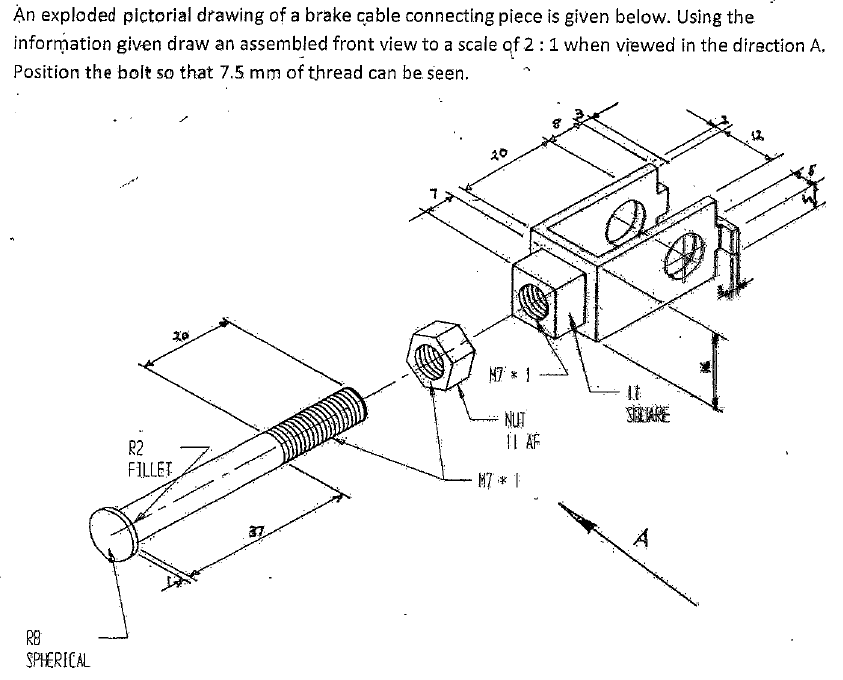 An exploded pictorial drawing of a brake cable connecting piece is given below. Using the
information given draw an assembled front view to a scale of 2 : 1 when viewed in the direction A.
Position the bolt so that 7.5 mm of thread can be seen.
3
8
12
20
7
20
M7 * 1
11
SQUARE
NUT
11 AF
R2
FILLET
M7 * 1
37
A
R8
SPHERICAL